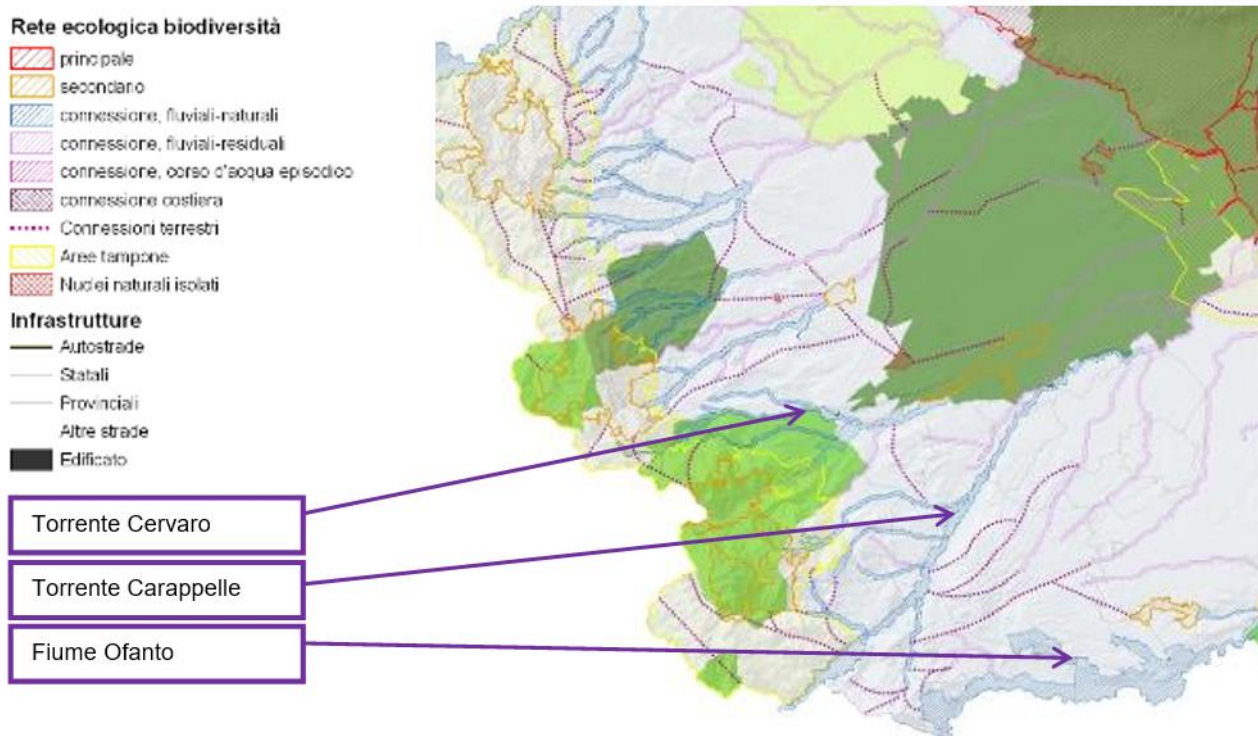 Rete ecologica biodiversità
principale
secondario
connessione, fluviali-naturali
connessione, fluviali-residuali
connessione, corso d'acqua episodico
connessione costiera
Connessioni terrestri
Aree tampone
Nuclei naturali isolati
Infrastrutture
Autostrade
Statali
Provinciali
Altre strade
Edificato
Torrente Cervaro
Torrente Carappelle
Fiume Ofanto